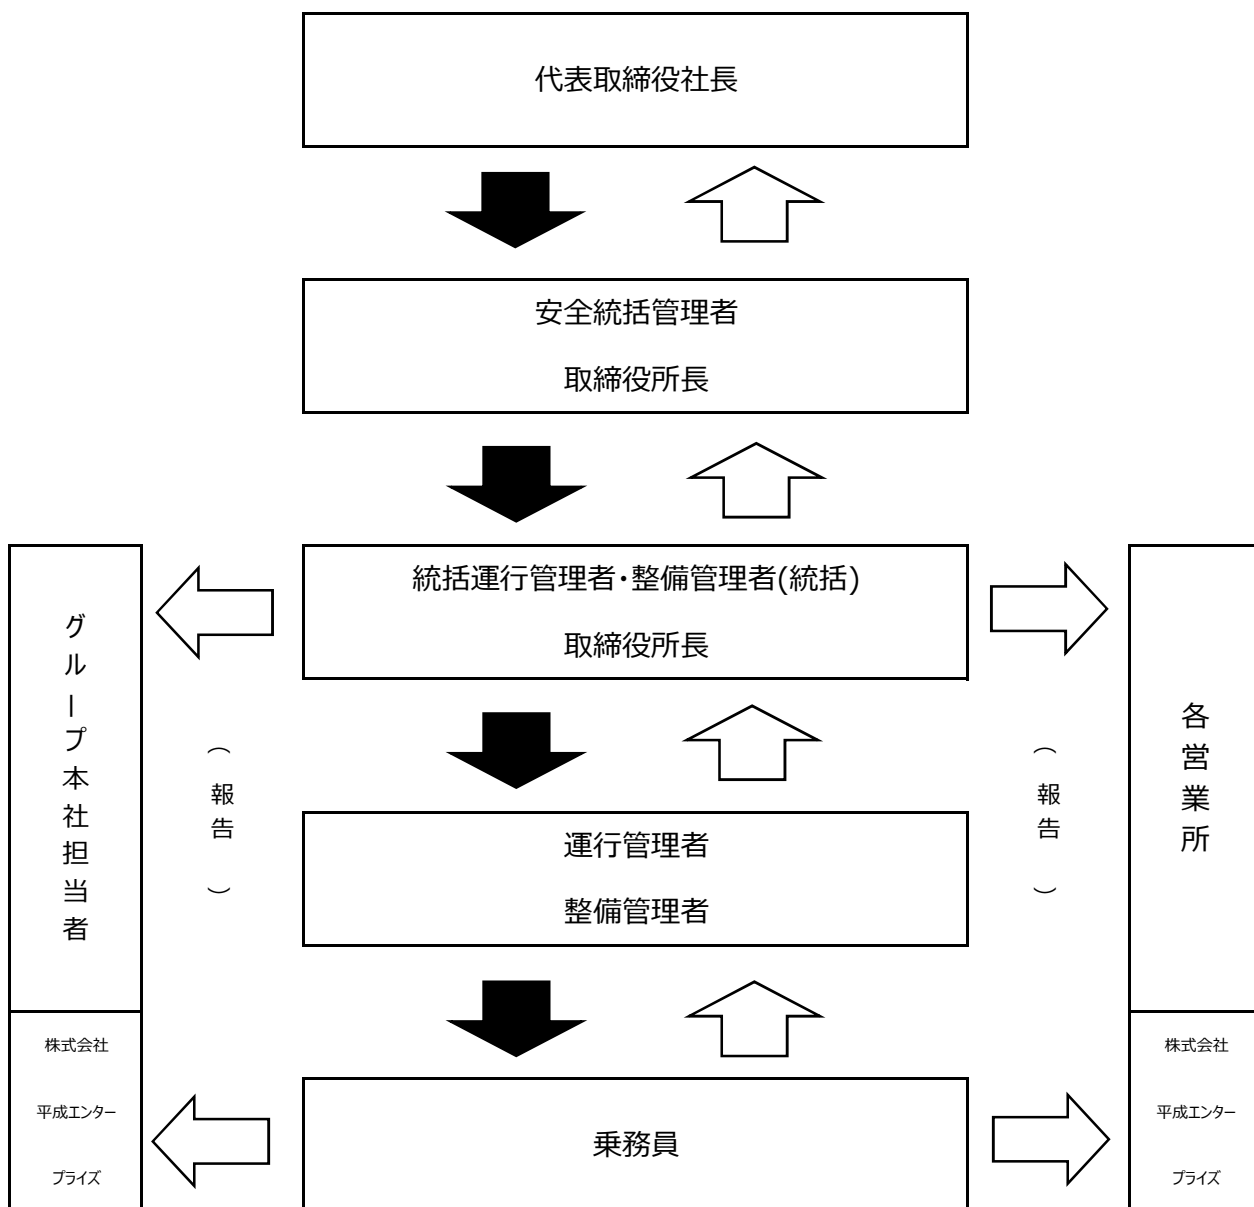 代表取締役社長
安全統括管理者
取締役所長
統括運行管理者・整備管理者(統括)
取締役所長
グループ本社担当者
(報告)
(報告)
各営業所
運行管理者
整備管理者
株式会社
平成エンター
プライズ
乗務員
株式会社
平成エンター
プライズ